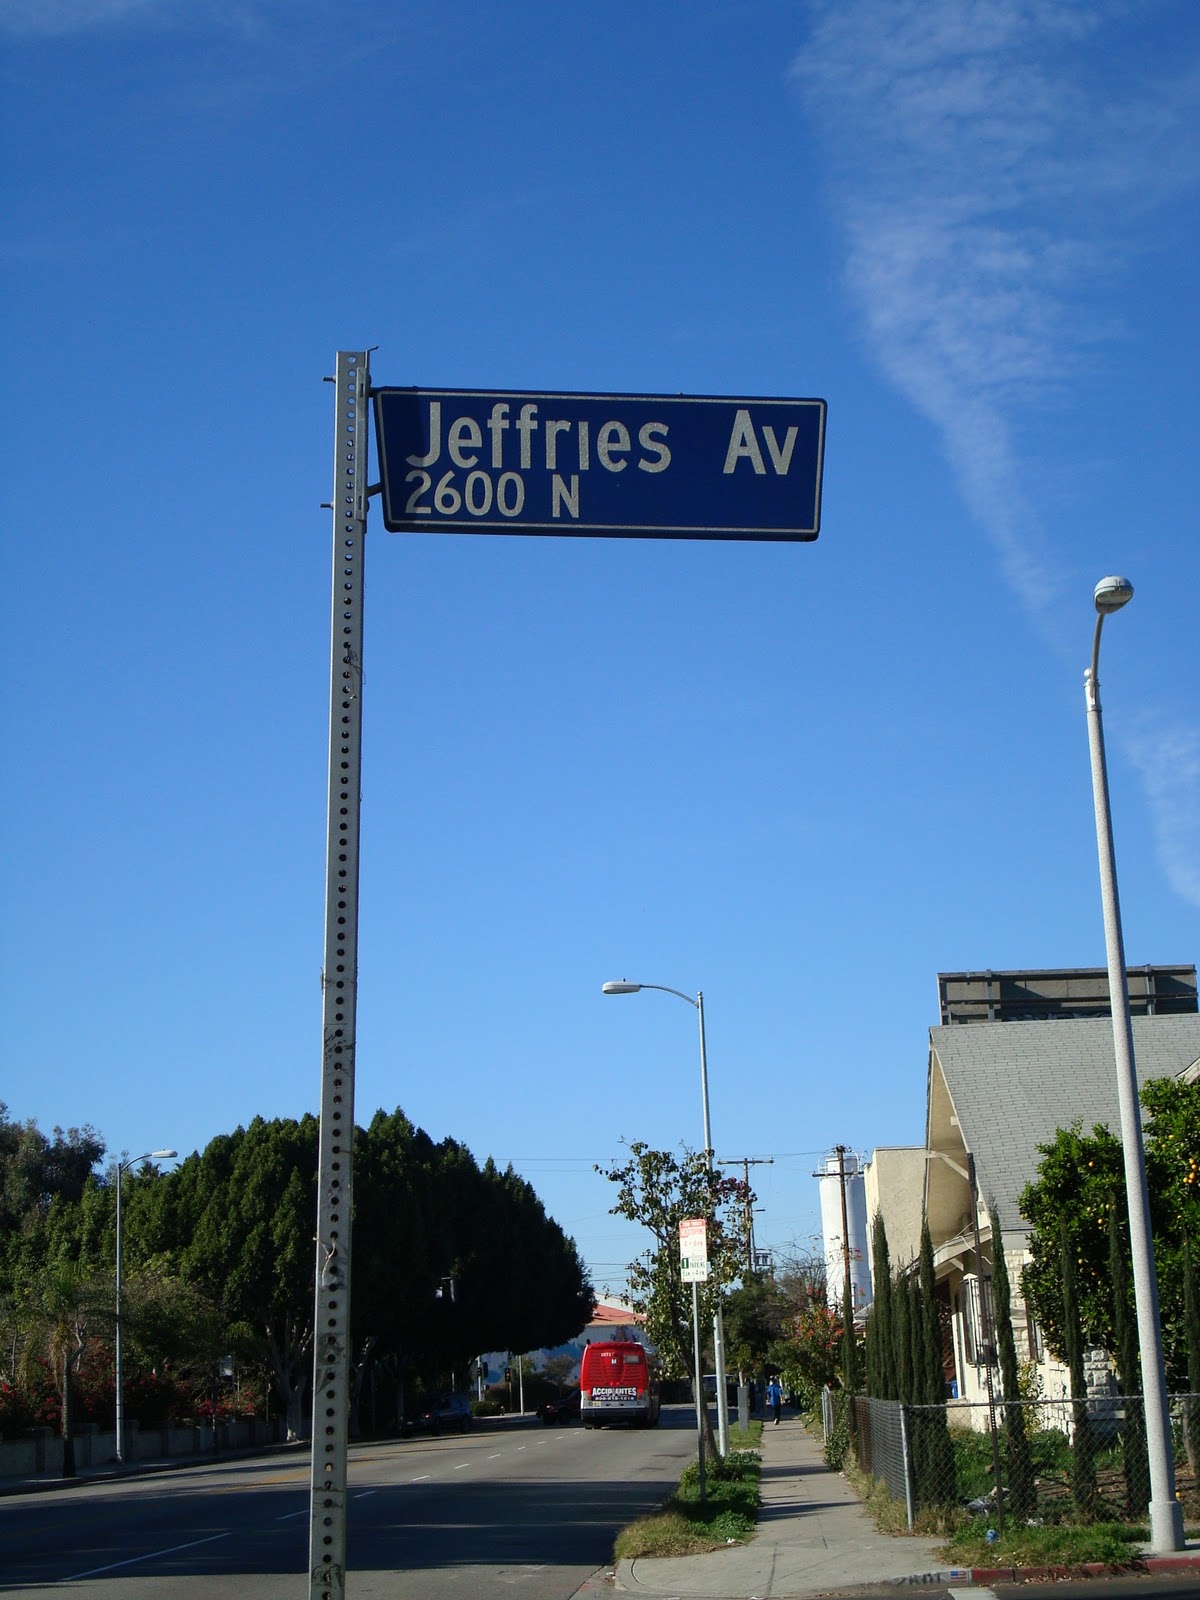 Jeffries Av
2600 N
M
ACCIDENTES